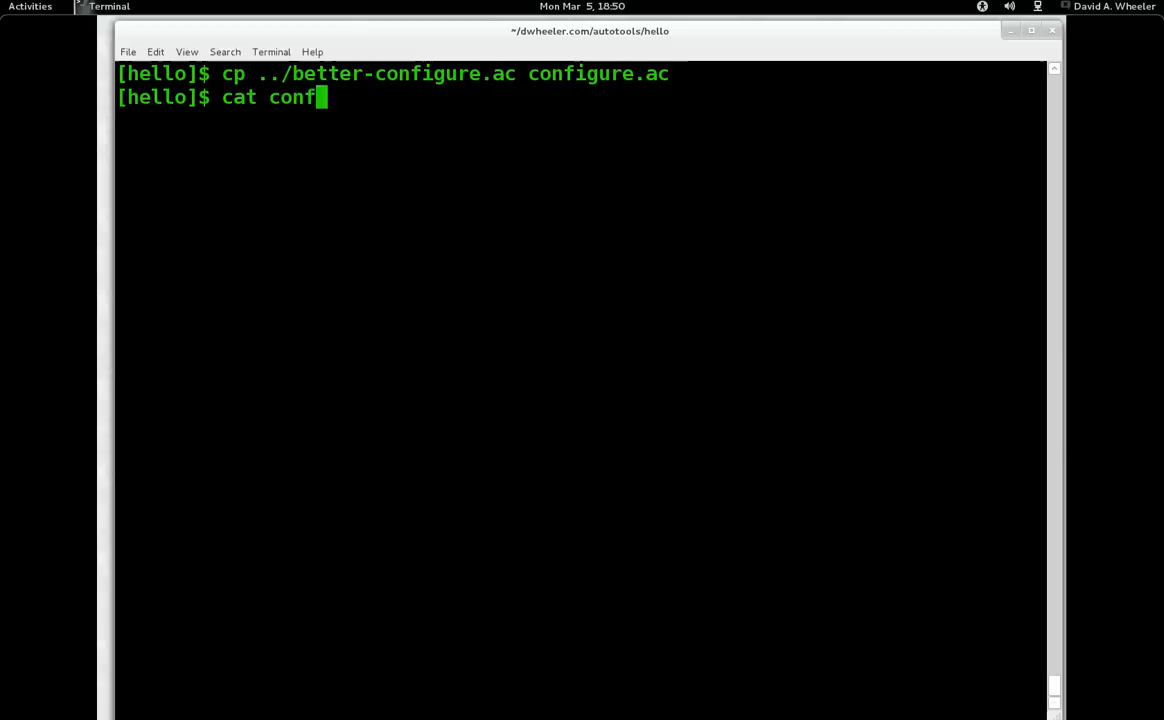 Activities Terminal Mon Mar 5, 18:50 David A. Wheeler
~/dwheeler.com/autotools/hello
File Edit View Search Terminal Help
[hello]$ cp ../better-configure.ac configure.ac
[hello]$ cat conf